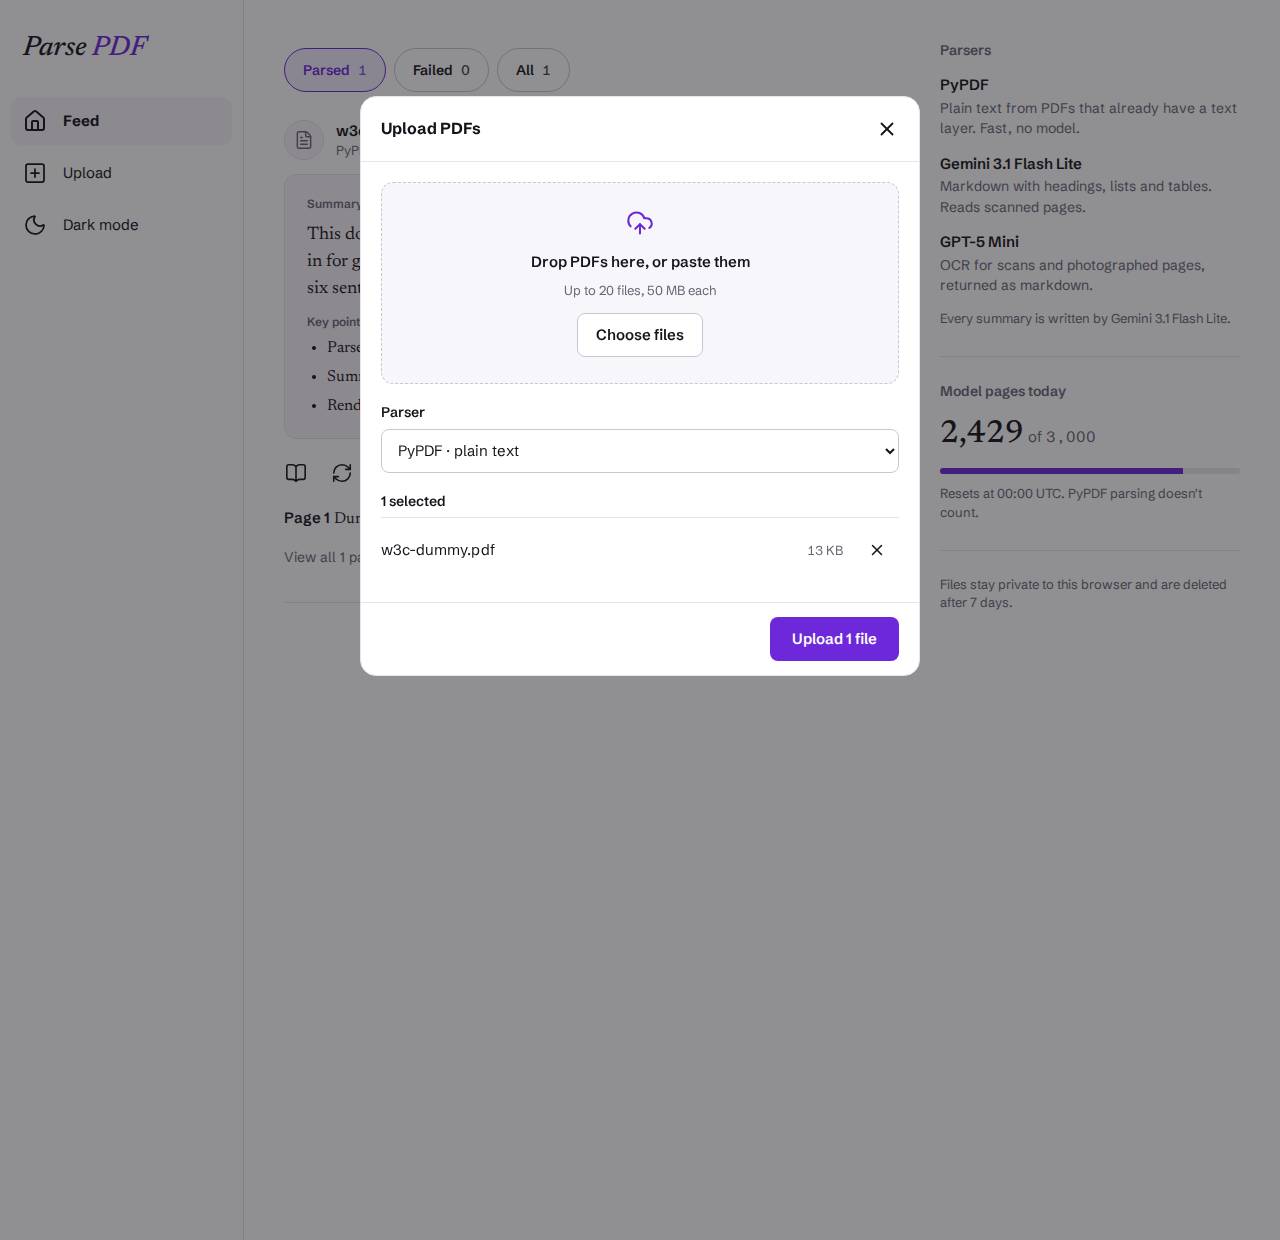 Parse PDF
Feed
Upload
Dark mode
Parsed 1
Failed 0
All 1
Summary
This
in for
six
Key
View all 1
Page 1
Upload PDFs
Drop PDFs here, or paste them
Up to 20 files, 50 MB each
Choose files
Parser
PyPDF · plain text
1 selected
w3c-dummy.pdf 13 KB
Upload 1 file
Parsers
PyPDF
Plain text from PDFs that already have a text
layer. Fast, no model.
Gemini 3.1 Flash Lite
Markdown with headings, lists and tables.
Reads scanned pages.
GPT-5 Mini
OCR for scans and photographed pages,
returned as markdown.
Every summary is written by Gemini 3.1 Flash Lite.
Model pages today
2,429 of 3,000
Resets at 00:00 UTC. PyPDF parsing doesn't
count.
Files stay private to this browser and are deleted
after 7 days.